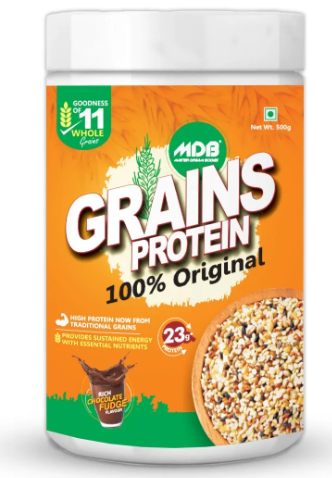 GOODNESS
OF 11
WHOLE
Grains
Net Wt. 500g
MDB
GRAINS
PROTEIN
100% Original
HIGH PROTEIN NOW FROM
TRADITIONAL GRAINS
PROVIDES SUSTAINED ENERGY
WITH ESSENTIAL NUTRIENTS
23g*
PROTEIN
RICH
CHOCOLATE
FUDGE
FLAVOUR